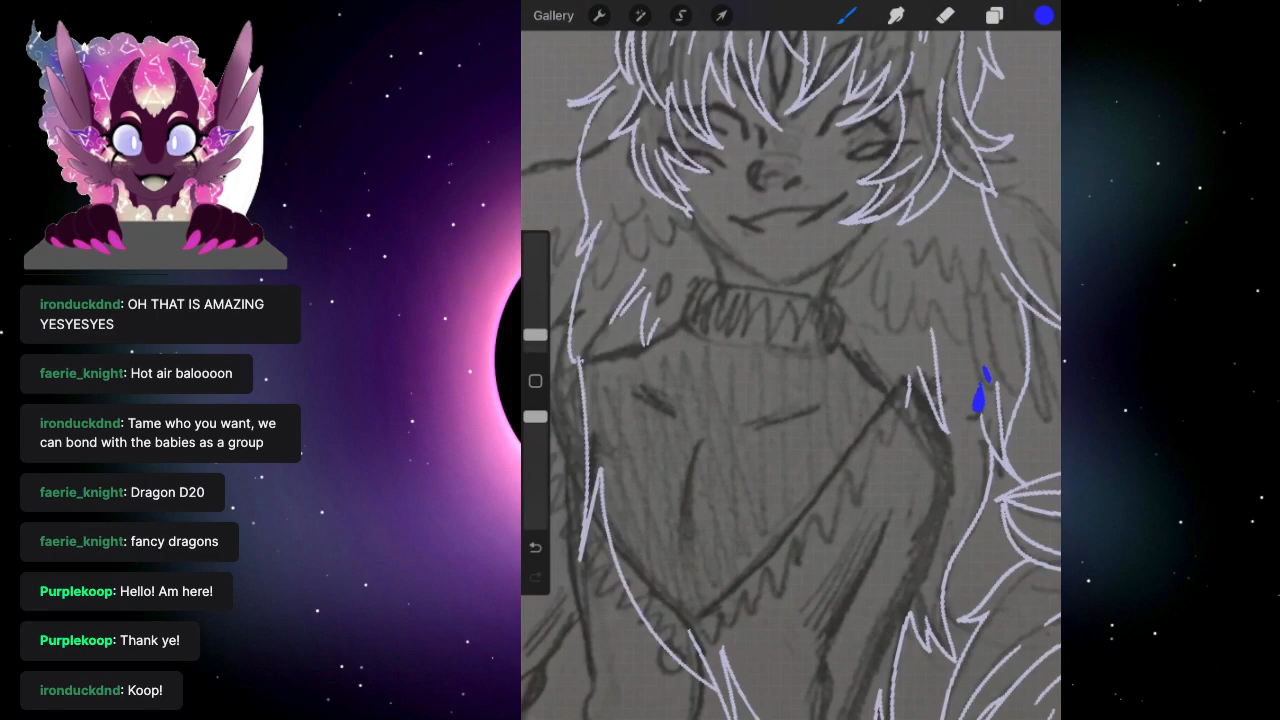 Gallery
ironduckdnd: OH THAT IS AMAZING
YESYESYES
faerie_knight: Hot air baloooon
ironduckdnd: Tame who you want, we
can bond with the babies as a group
faerie_knight: Dragon D20
faerie_knight: fancy dragons
Purplekoop: Hello! Am here!
Purplekoop: Thank ye!
ironduckdnd: Koop!